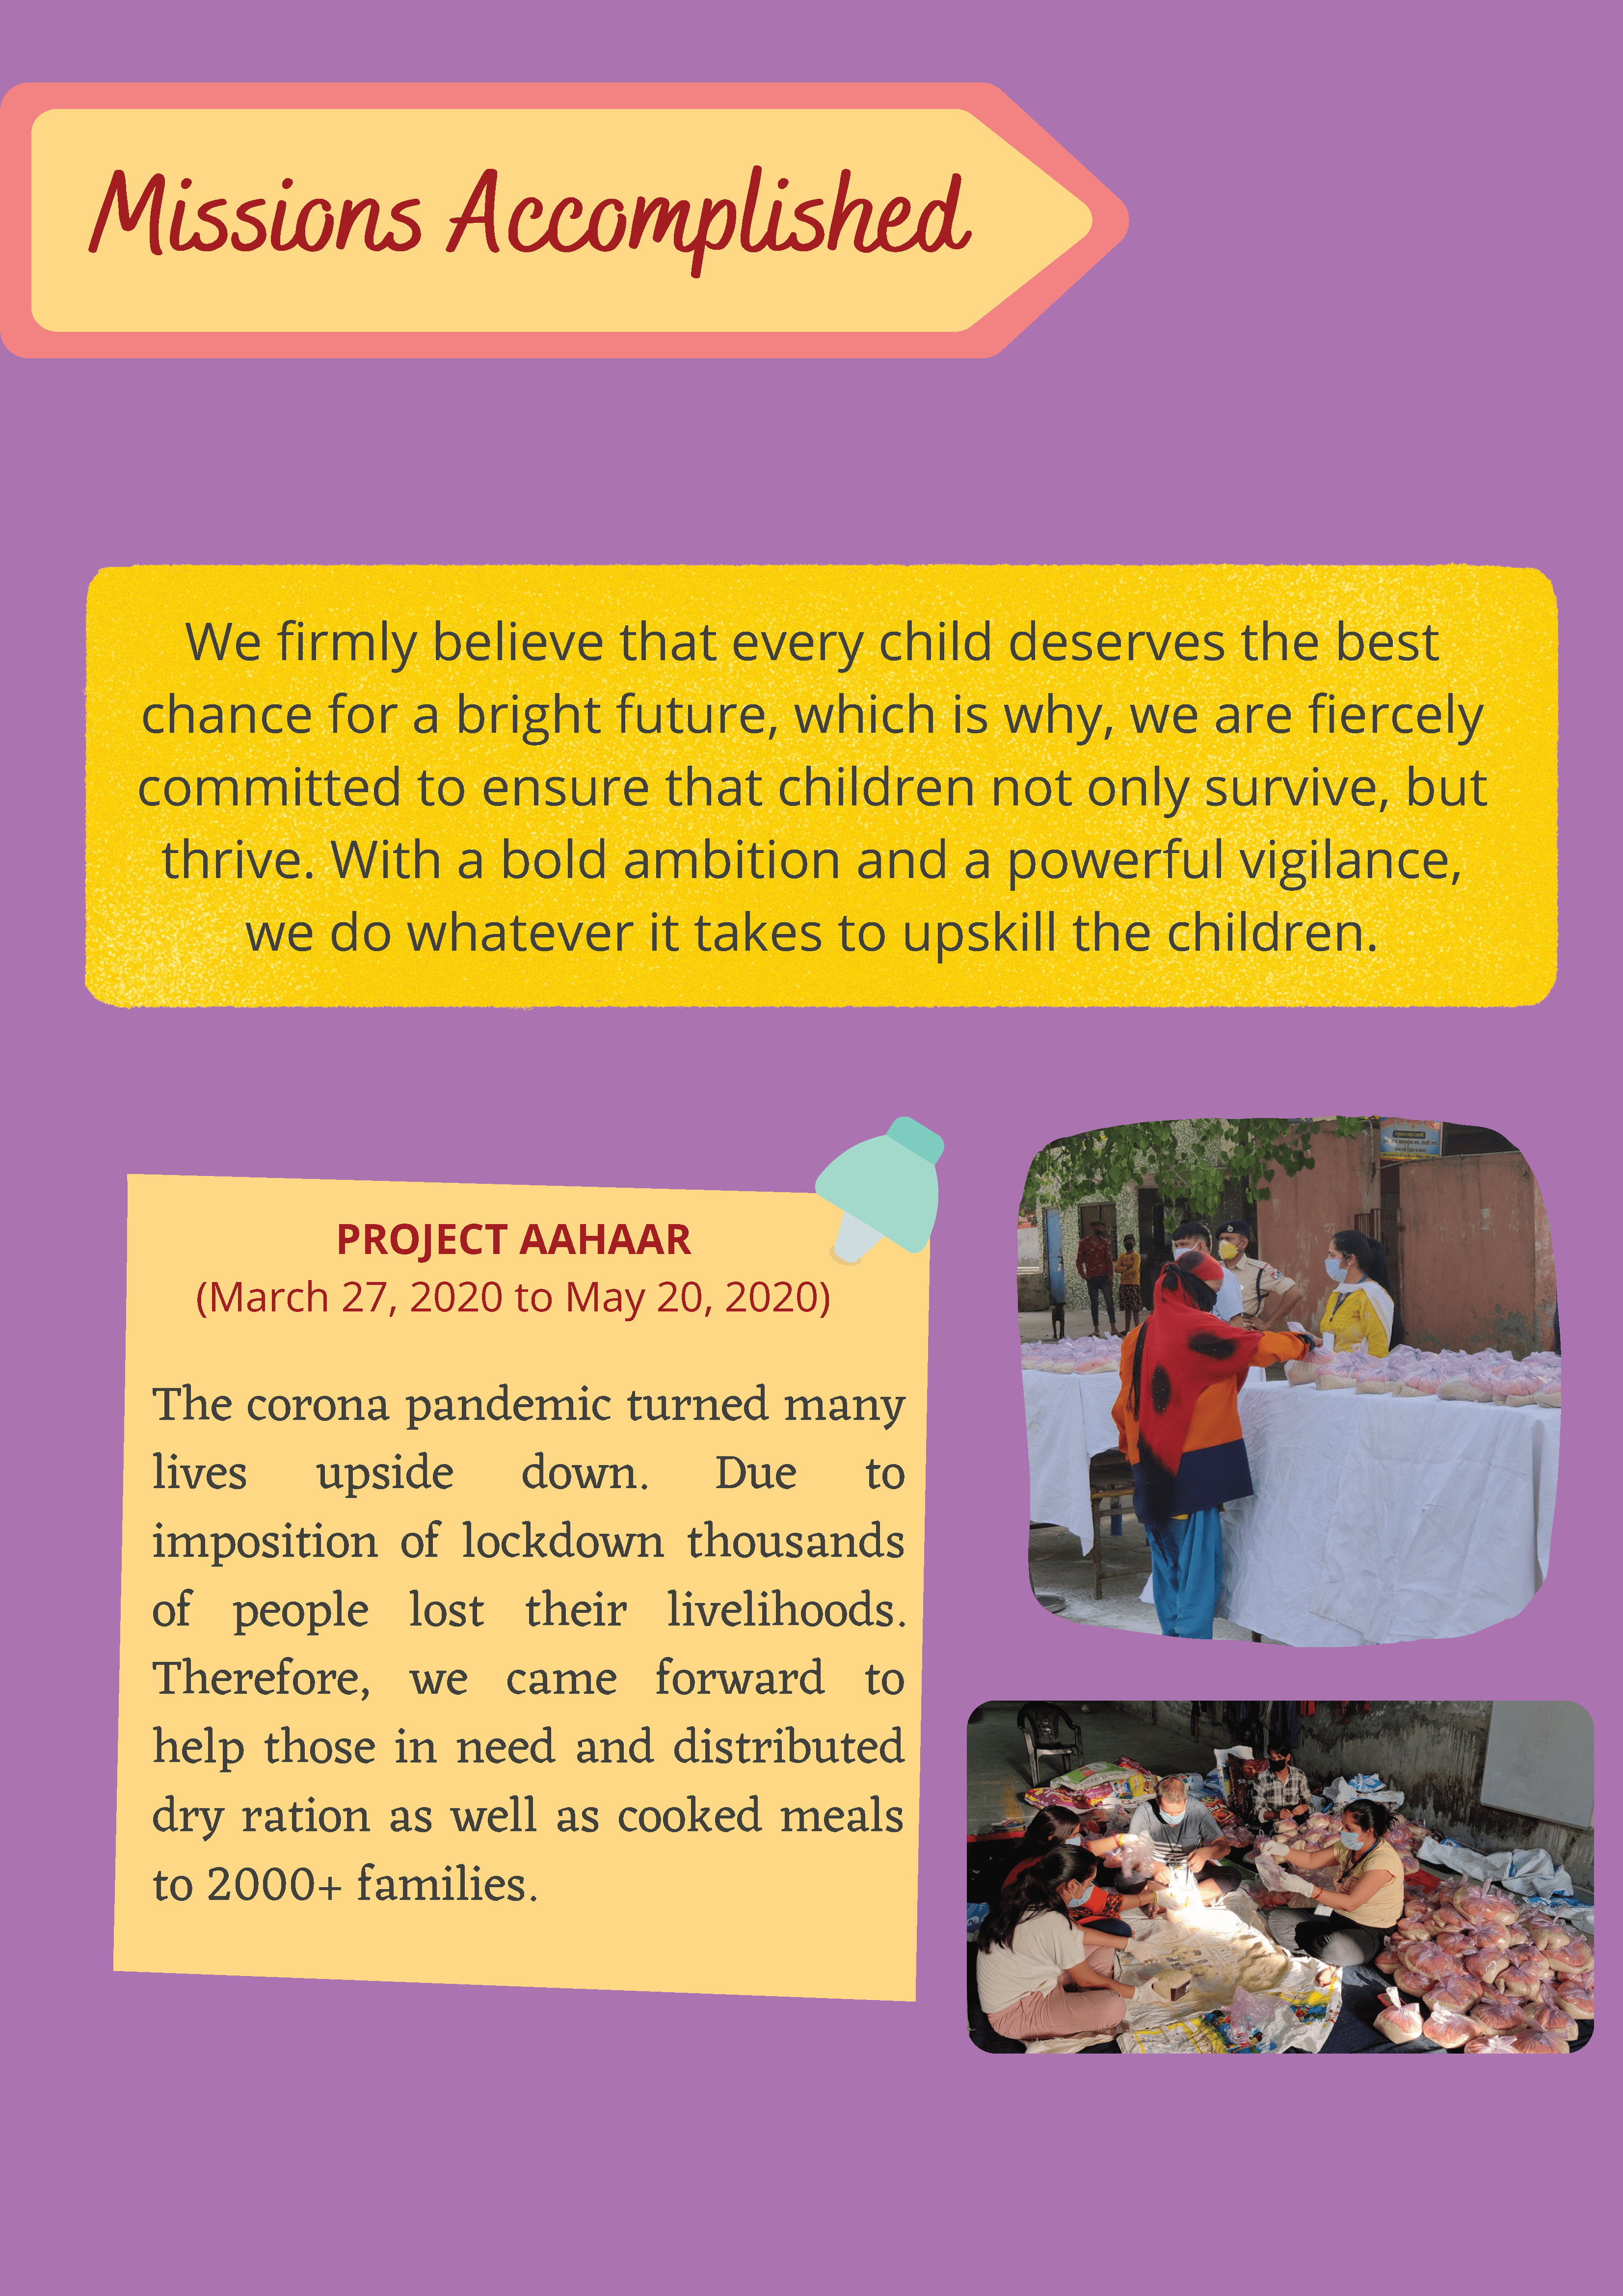 Missions Accomplished
We firmly believe that every child deserves the best
chance for a bright future, which is why, we are fiercely
committed to ensure that children not only survive, but
thrive. With a bold ambition and a powerful vigilance,
we do whatever it takes to upskill the children.
PROJECT AAHAAR
(March 27, 2020 to May 20, 2020)
The corona pandemic turned many
lives upside down. Due to
imposition of lockdown thousands
of people lost their livelihoods.
Therefore, we came forward to
help those in need and distributed
dry ration as well as cooked meals
to 2000+ families.